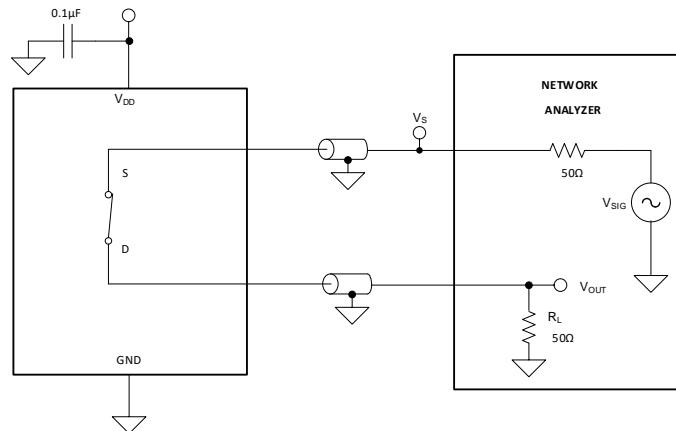 0.1µF
VDD
NETWORK
ANALYZER
VS
S
50Ω
VSIG
D
VOUT
RL
50Ω
GND